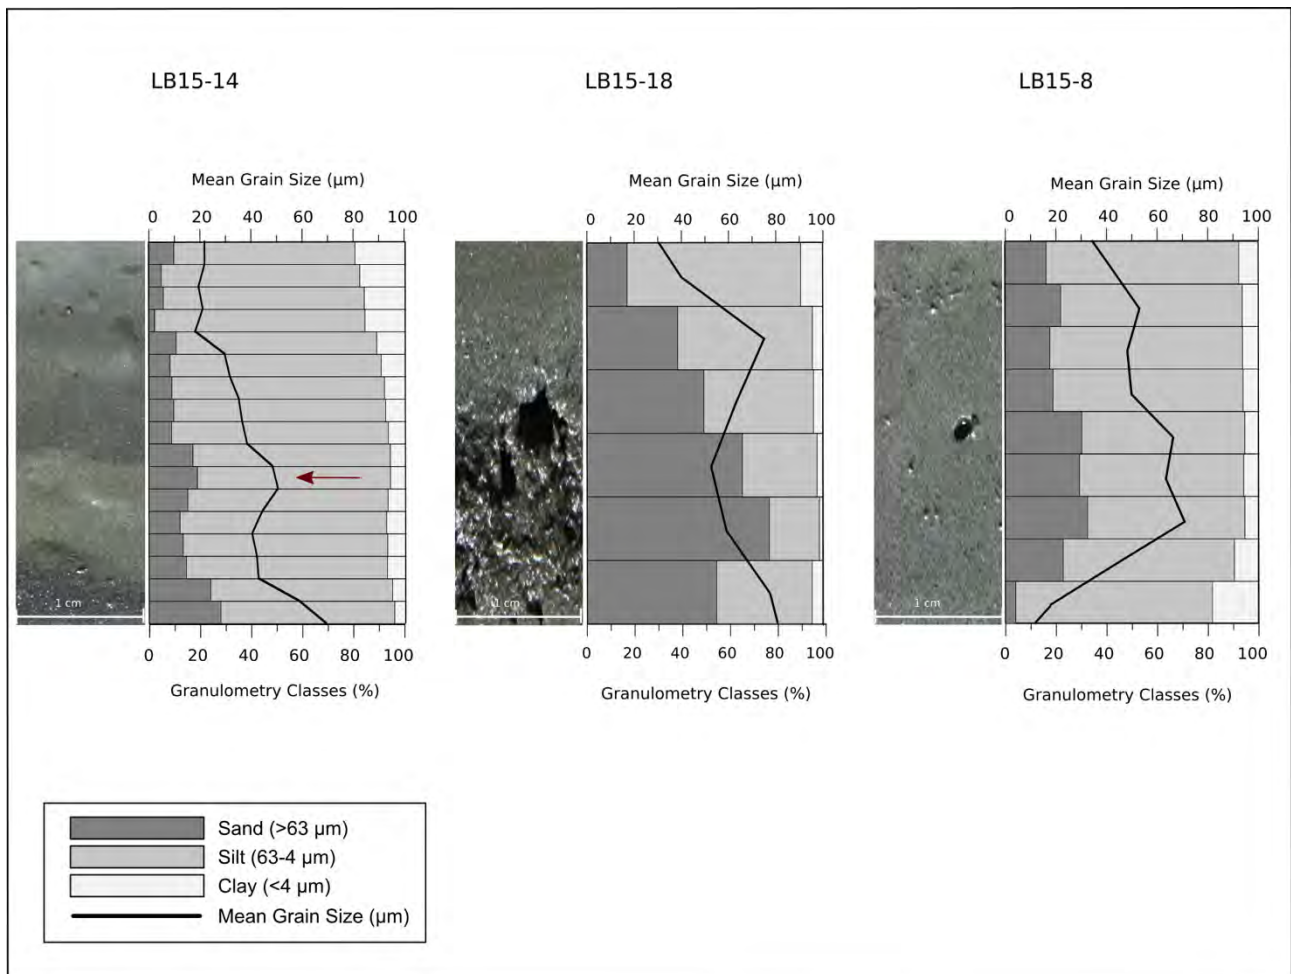 LB15-14 LB15-18 LB15-8
Mean Grain Size (µm) Mean Grain Size (µm) Mean Grain Size (µm)
0 20 40 60 80 100 0 20 40 60 80 100 0 20 40 60 80 100
1 cm 1 cm 1 cm
0 20 40 60 80 100 0 20 40 60 80 100 0 20 40 60 80 100
Granulometry Classes (%) Granulometry Classes (%) Granulometry Classes (%)
Sand (>63 µm)
Silt (63-4 µm)
Clay (<4 µm)
Mean Grain Size (µm)